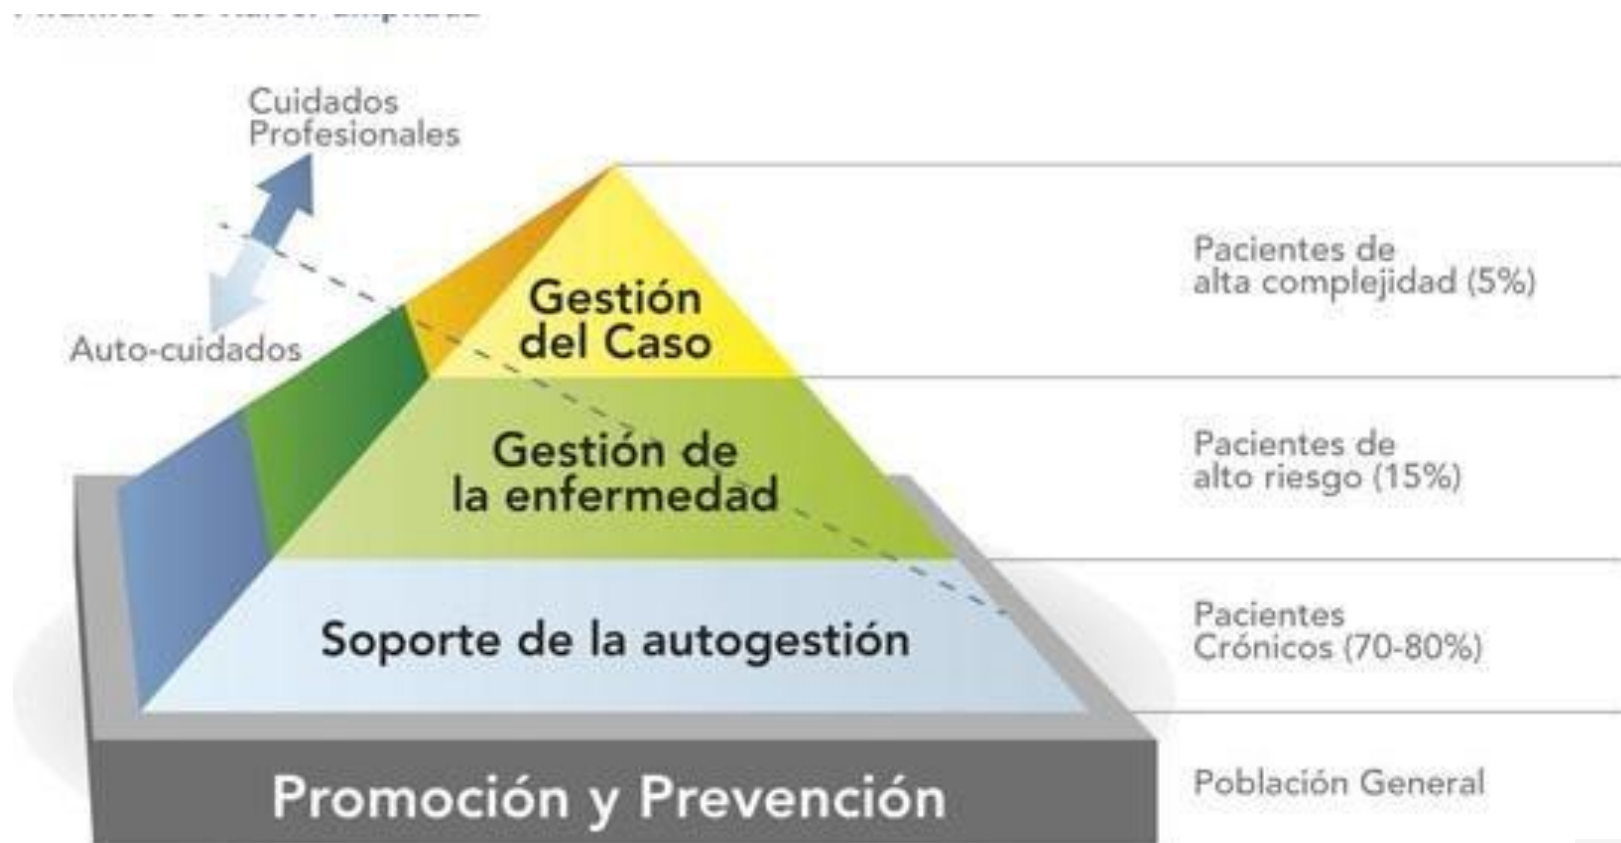 Cuidados
Profesionales
Auto-cuidados
Gestión
del Caso
Pacientes de
alta complejidad (5%)
Gestión de
la enfermedad
Pacientes de
alto riesgo (15%)
Soporte de la autogestión
Pacientes
Crónicos (70-80%)
Promoción y Prevención
Población General